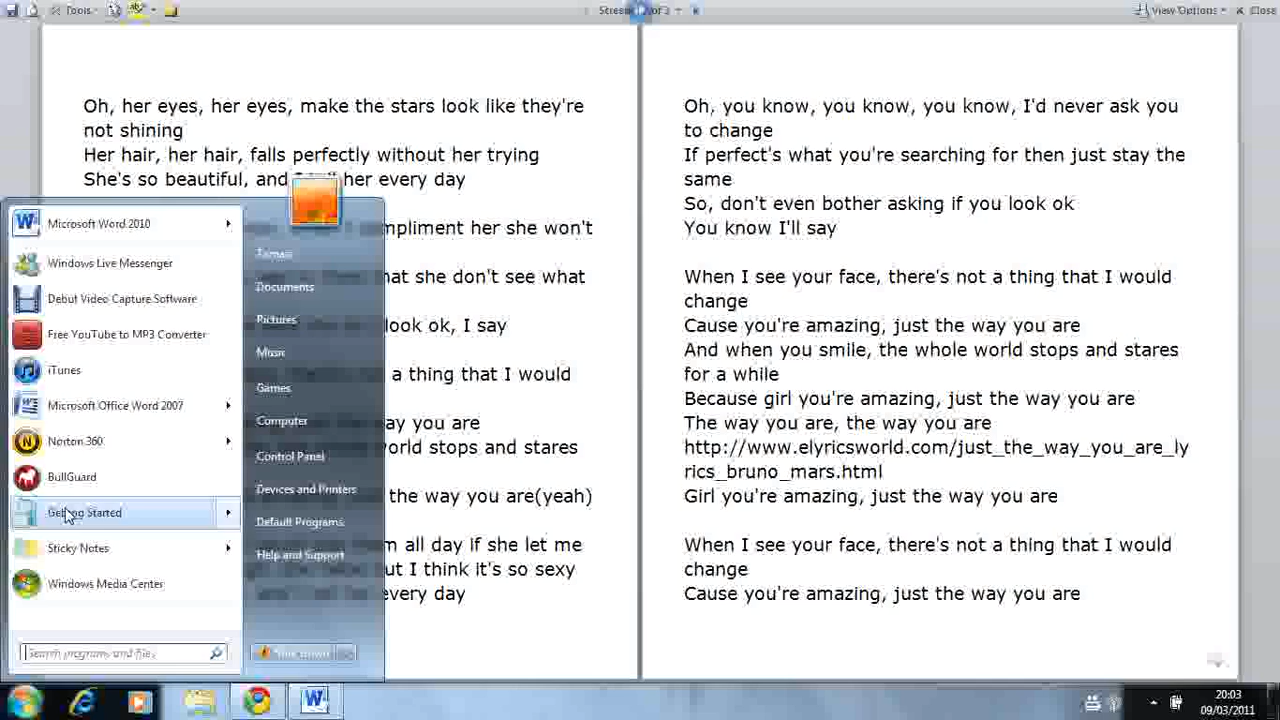 Tools
View Options
Close
Oh, her eyes, her eyes, make the stars look like they're
not shining
Her hair, her hair, falls perfectly without her trying
She's so beautiful, and her every day
mpliment her she won't
hat she don't see what
look ok, I say
a thing that I would
ay you are
world stops and stares
the way you are(yeah)
m all day if she let me
ut I think it's so sexy
every day
Oh, you know, you know, you know, I'd never ask you
to change
If perfect's what you're searching for then just stay the
same
So, don't even bother asking if you look ok
You know I'll say
When I see your face, there's not a thing that I would
change
Cause you're amazing, just the way you are
And when you smile, the whole world stops and stares
for a while
Because girl you're amazing, just the way you are
The way you are, the way you are
http://www.elyricsworld.com/just_the_way_you_are_ly
rics_bruno_mars.html
Girl you're amazing, just the way you are
When I see your face, there's not a thing that I would
change
Cause you're amazing, just the way you are
Microsoft Word 2010
Windows Live Messenger
Debut Video Capture Software
Free YouTube to MP3 Converter
iTunes
Microsoft Office Word 2007
Norton 360
BullGuard
Getting Started
Sticky Notes
Windows Media Center
Search programs and files
Documents
Pictures
Music
Games
Computer
Control Panel
Devices and Printers
Default Programs
Help and Support
Shut down
20:03
09/03/2011